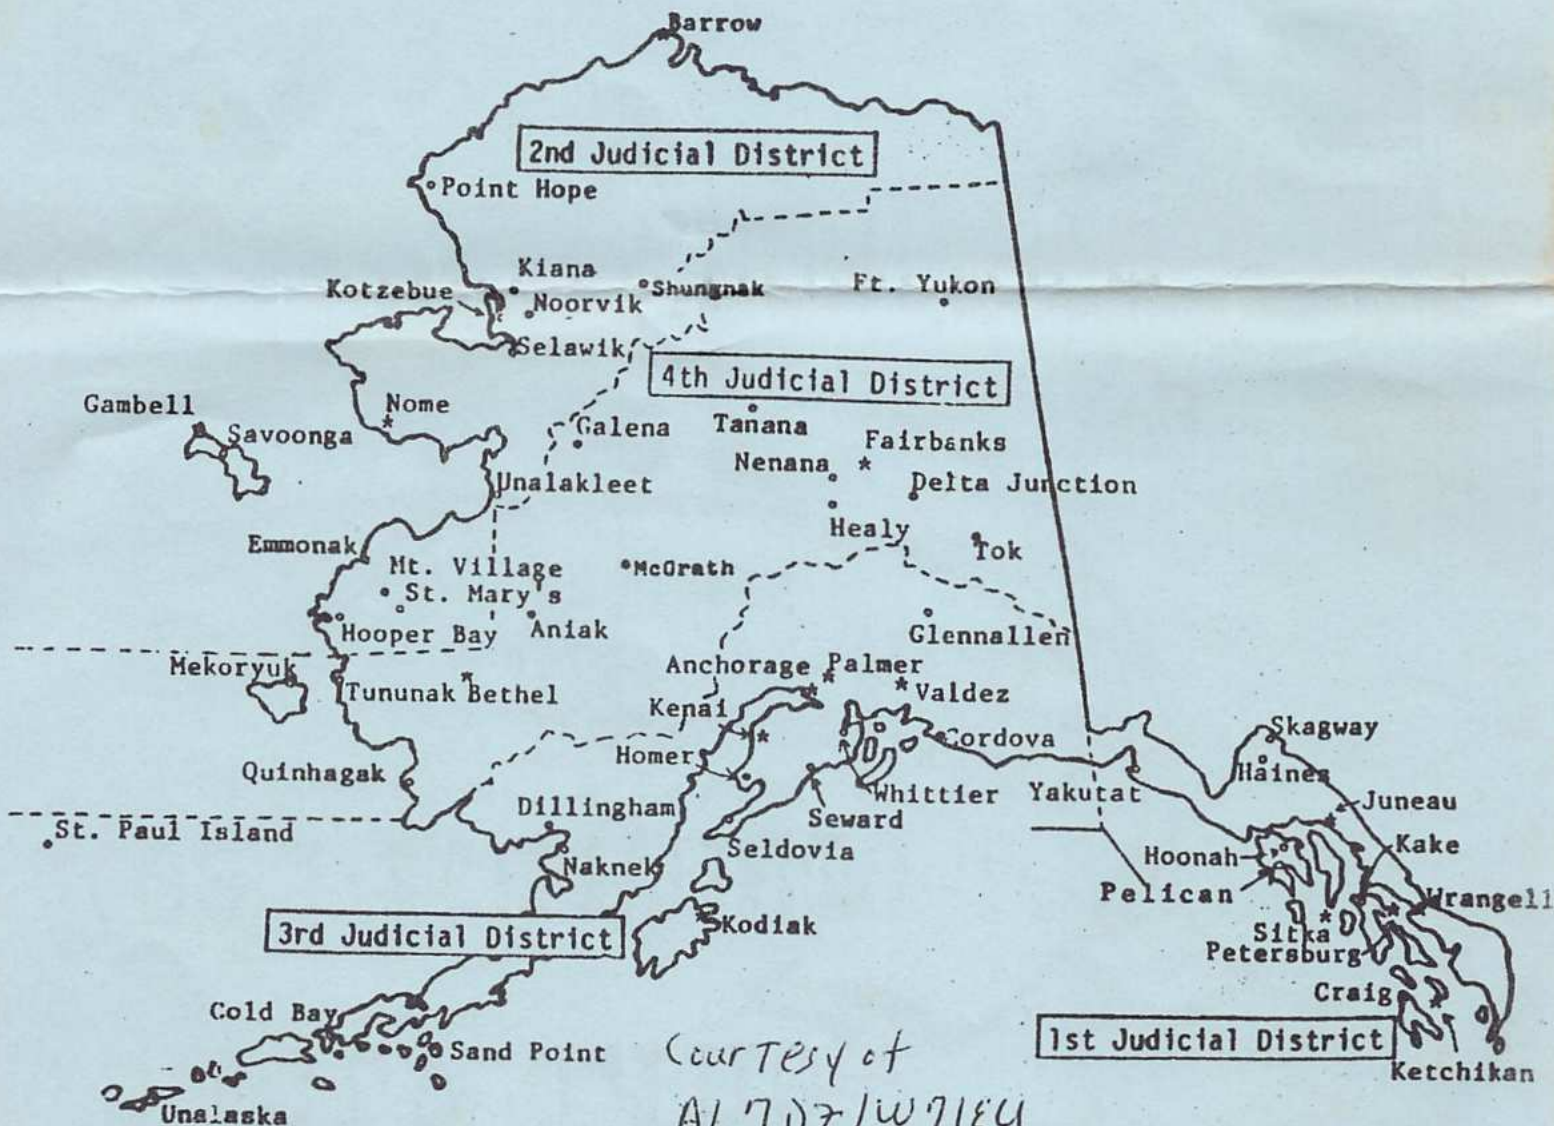 Barrow
2nd Judicial District
Point Hope
Kiana
Kotzebue
Noorvik
Shungnak
Ft. Yukon
Selawik
4th Judicial District
Gambell
Savoonga
Nome
Galena
Tanana
Fairbanks
Nenana
Unalakleet
Delta Junction
Healy
Emmonak
Tok
Mt. Village
McGrath
St. Mary's
Hooper Bay
Aniak
Glennallen
Mekoryuk
Anchorage
Palmer
Tununak
Bethel
Valdez
Kenai
Homer
Cordova
Skagway
Quinhagak
Haines
Dillingham
Whittier
Yakutat
Juneau
St. Paul Island
Seward
Seldovia
Kake
Naknek
Hoonah
Pelican
Wrangell
3rd Judicial District
Kodiak
Sitka
Petersburg
Craig
Cold Bay
Sand Point
1st Judicial District
Ketchikan
Unalaska
Courtesy of